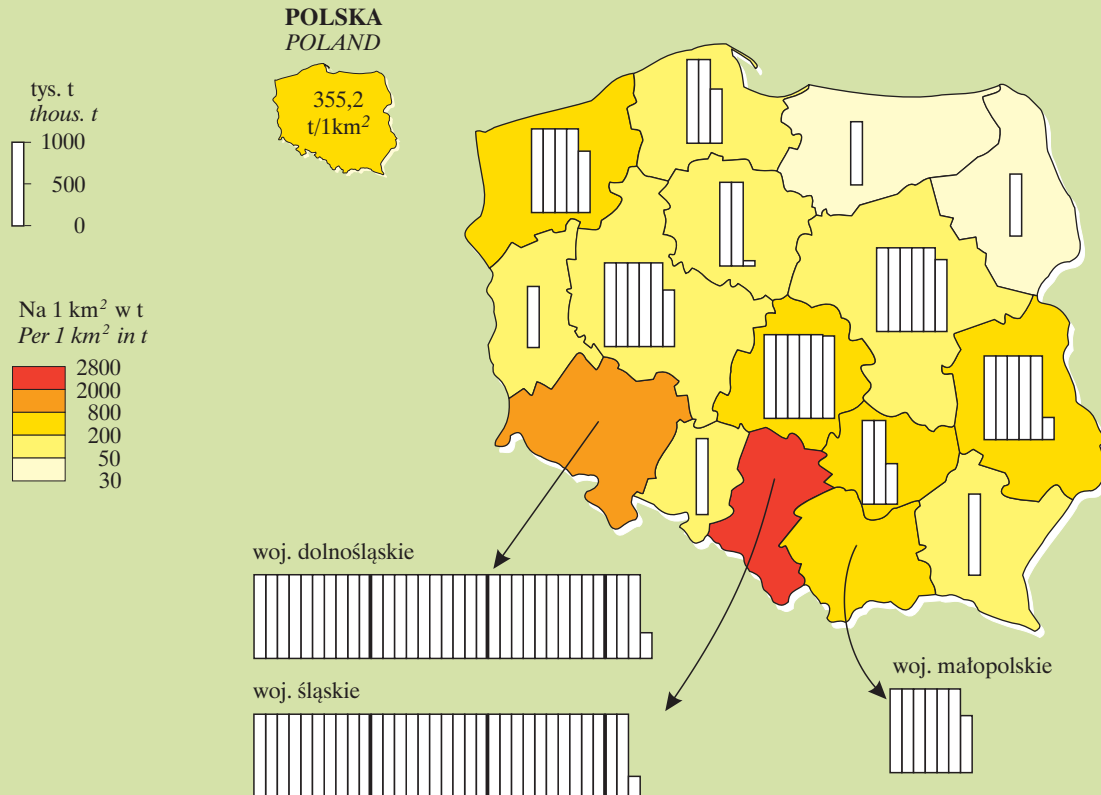 POLSKA
POLAND
355,2
t/1km²
tys. t
thous. t
1000
500
0
Na 1 km² w t
Per 1 km² in t
2800
2000
800
200
50
30
woj. dolnośląskie
woj. śląskie
woj. małopolskie